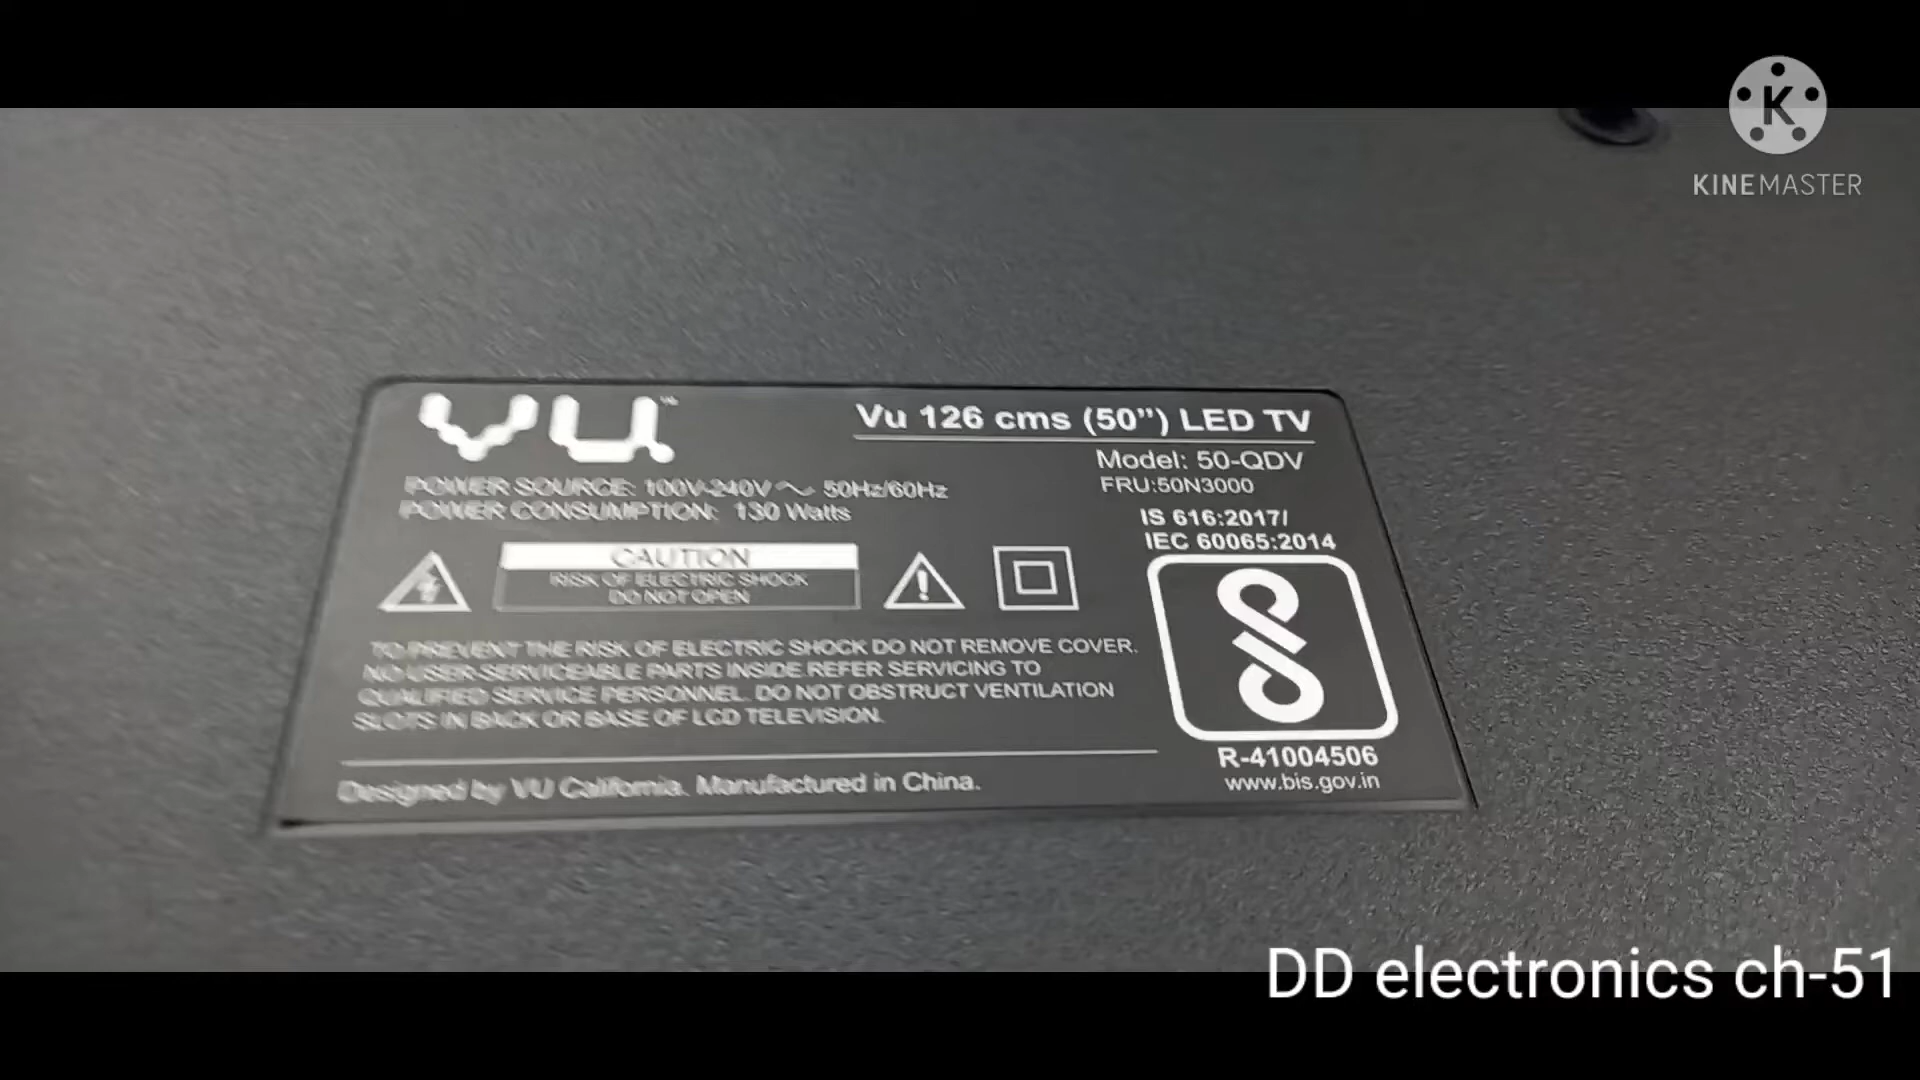 K
KINEMASTER
VU™
Vu 126 cms (50”) LED TV
Model: 50-QDV
FRU:50N3000
POWER SOURCE: 100V-240V ~ 50Hz/60Hz
POWER CONSUMPTION: 130 Watts
IS 616:2017/
IEC 60065:2014
CAUTION
RISK OF ELECTRIC SHOCK
DO NOT OPEN
TO PREVENT THE RISK OF ELECTRIC SHOCK DO NOT REMOVE COVER.
NO USER SERVICEABLE PARTS INSIDE.REFER SERVICING TO
QUALIFIED SERVICE PERSONNEL. DO NOT OBSTRUCT VENTILATION
SLOTS IN BACK OR BASE OF LCD TELEVISION.
R-41004506
www.bis.gov.in
Designed by VU California. Manufactured in China.
DD electronics ch-51